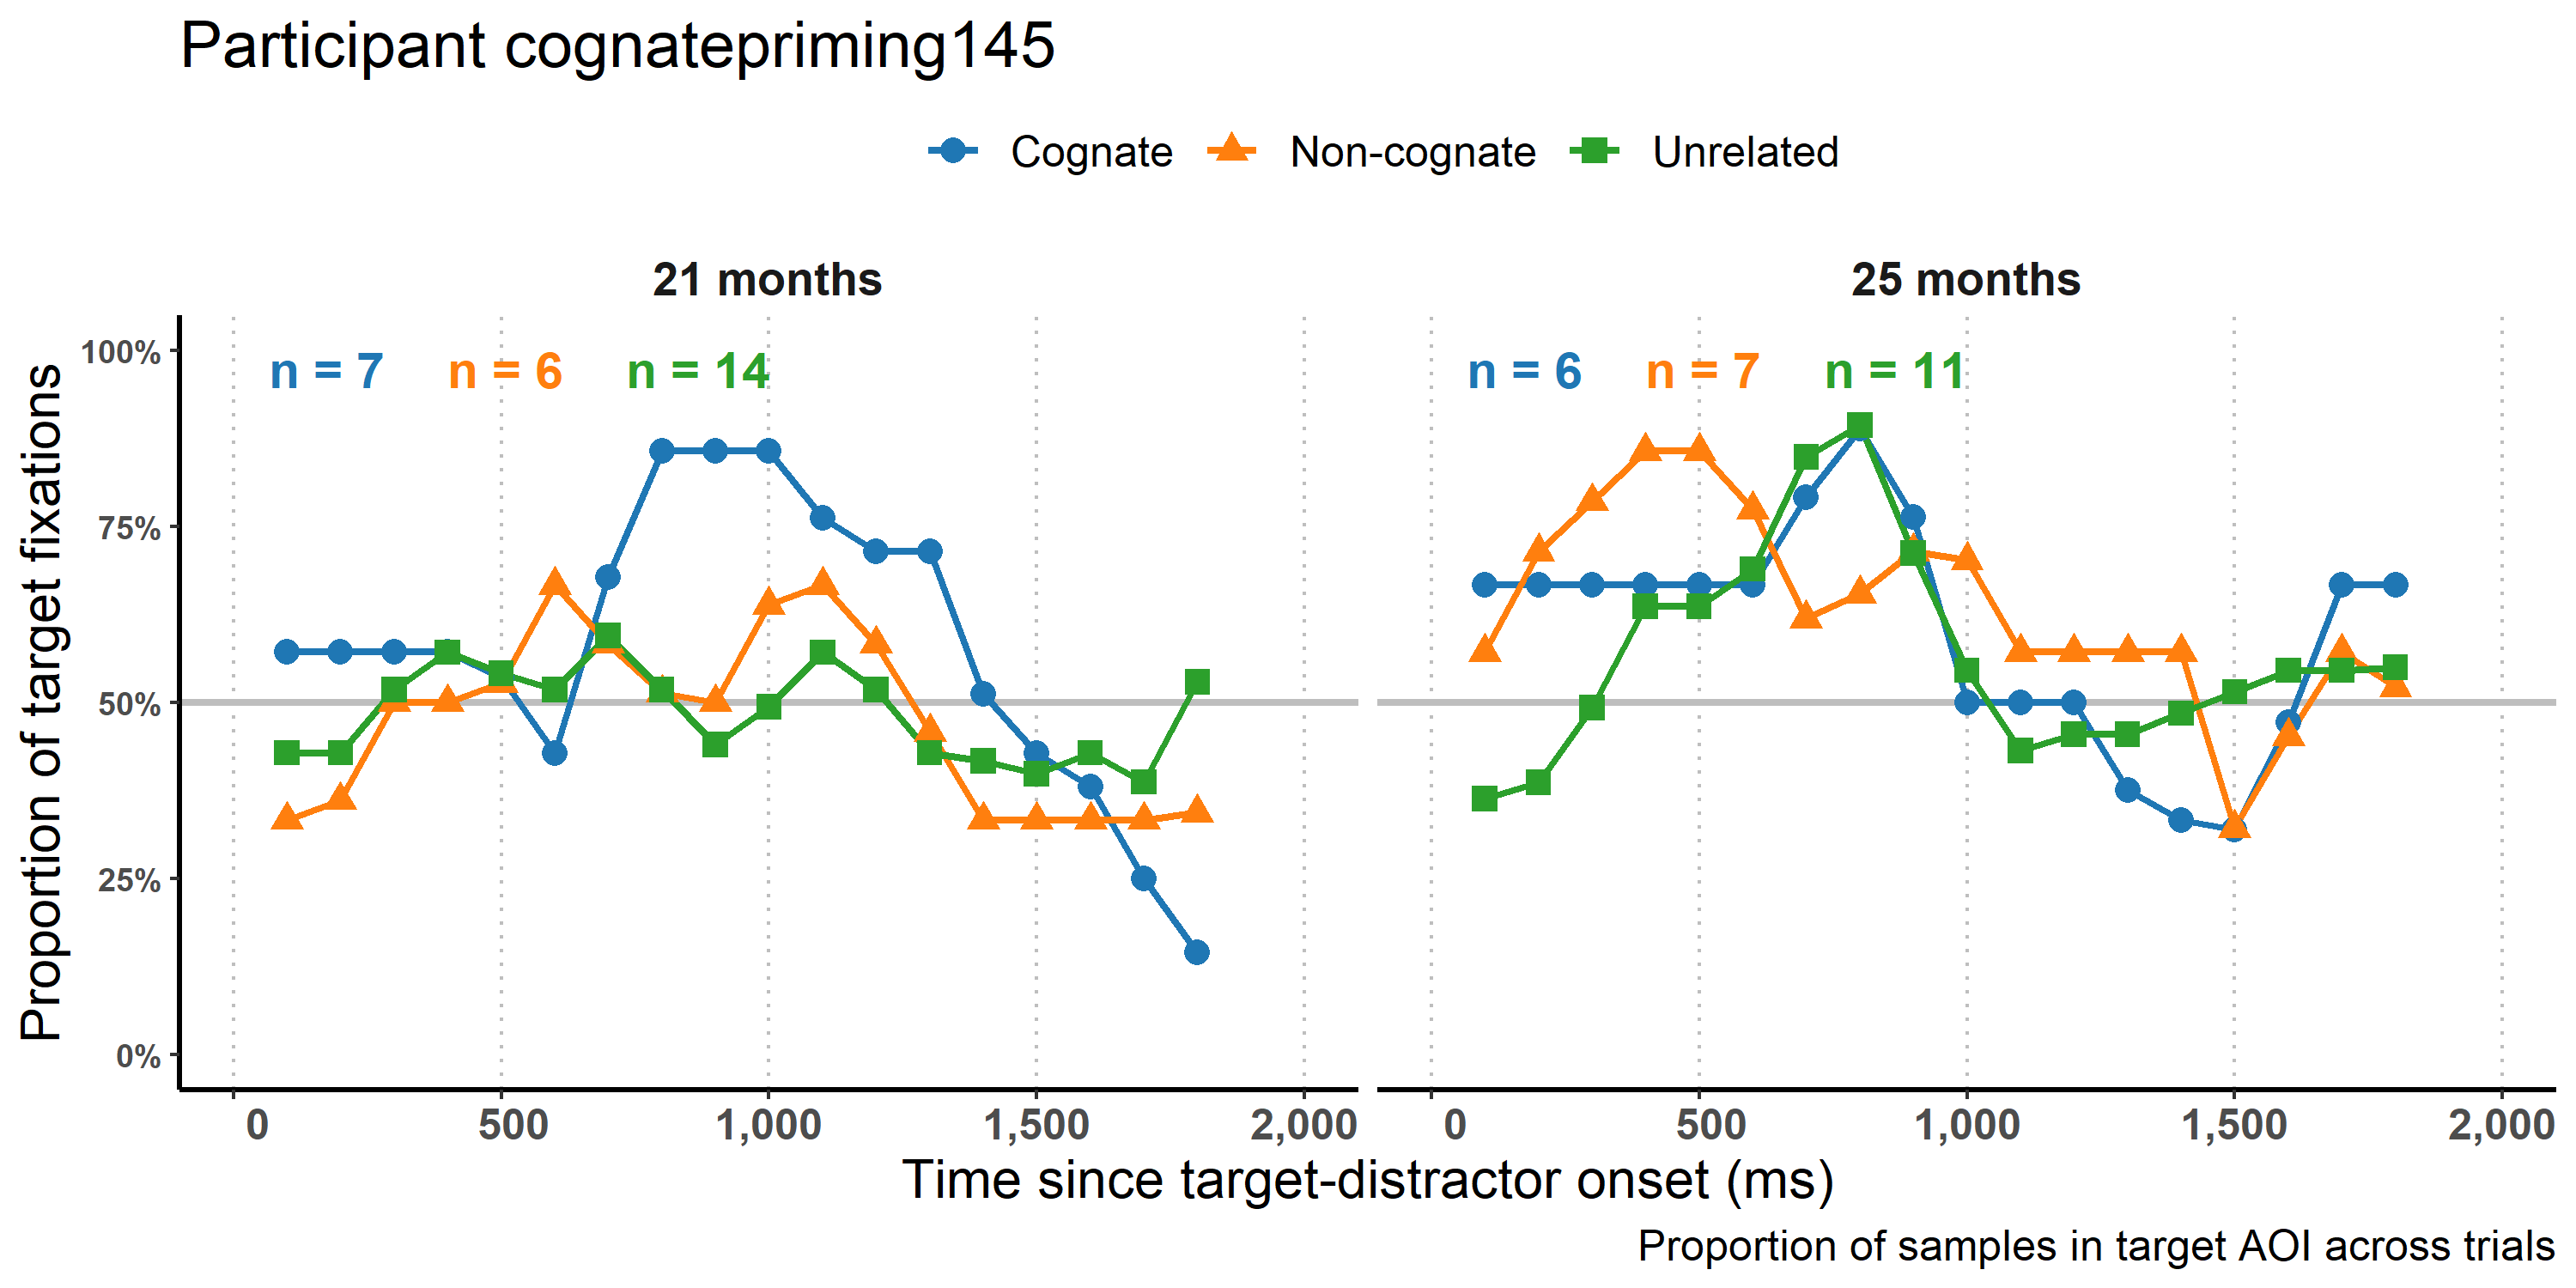 Participant cognatepriming145
Cognate Non-cognate Unrelated
21 months 25 months
n = 7 n = 6 n = 14 n = 6 n = 7 n = 11
Proportion of target fixations
100%
75%
50%
25%
0%
0 500 1,000 1,500 2,000 0 500 1,000 1,500 2,000
Time since target-distractor onset (ms)
Proportion of samples in target AOI across trials